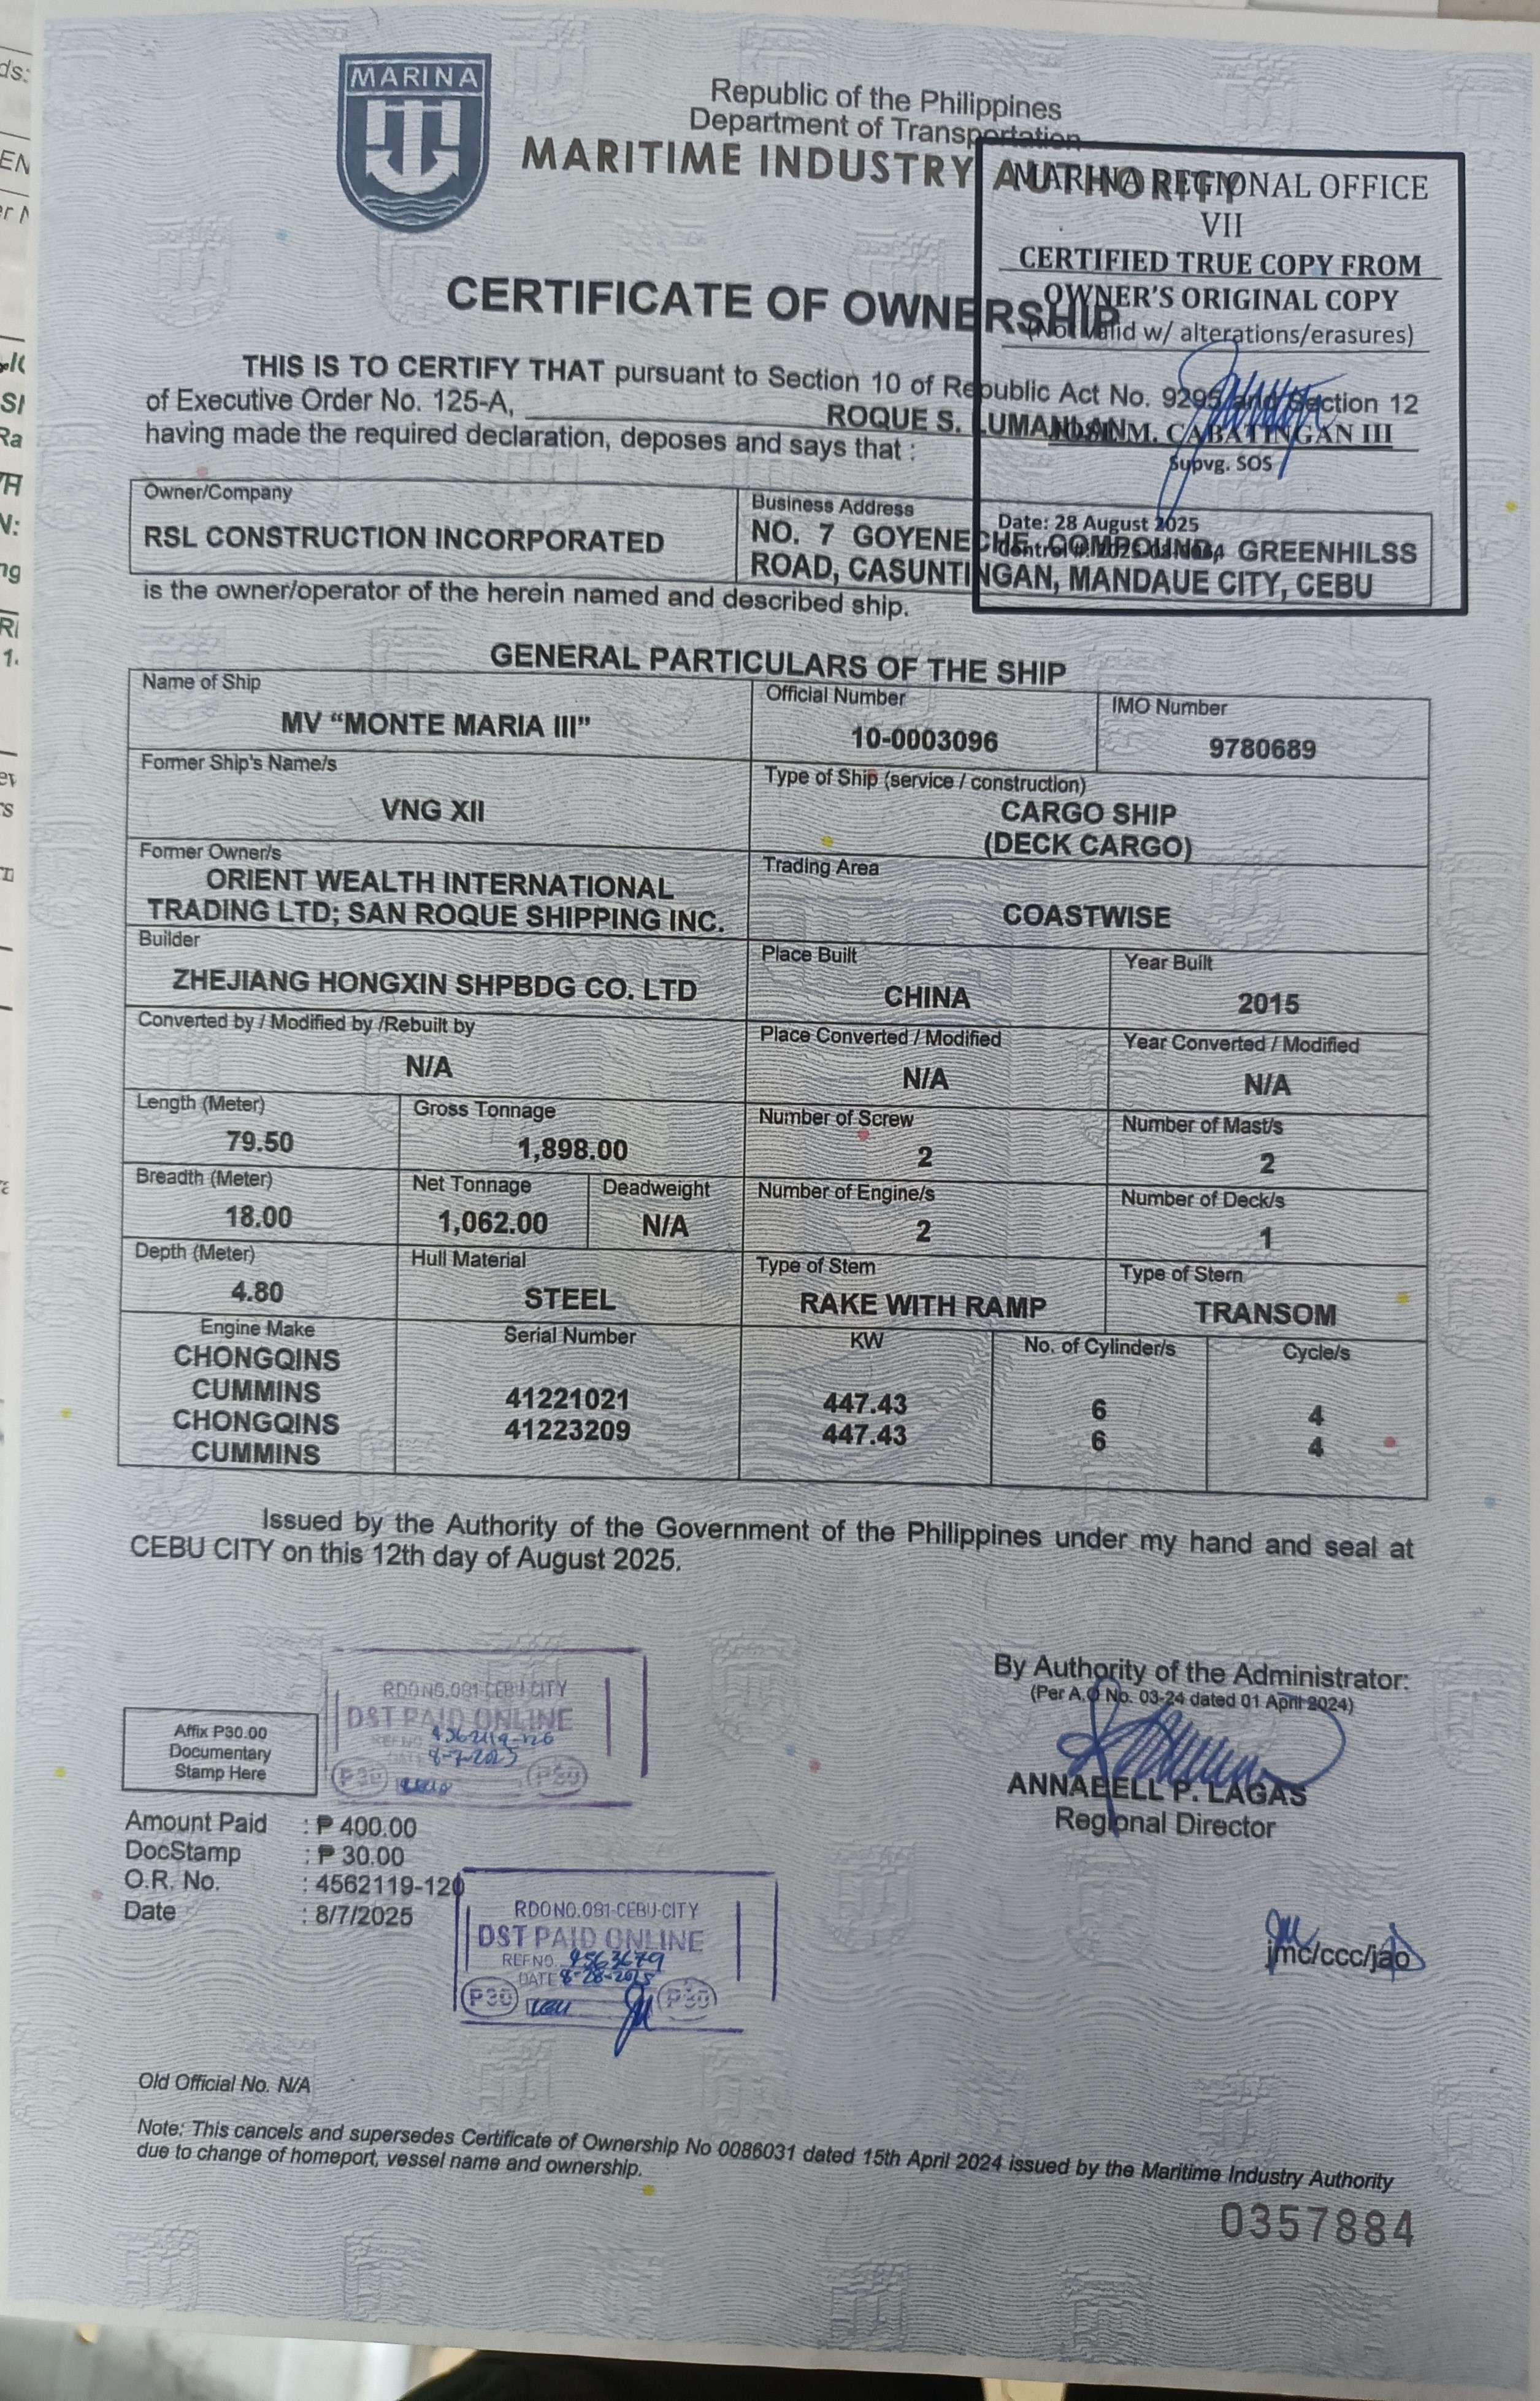 MARINA
Republic of the Philippines
Department of Transportation
MARITIME INDUSTRY AUTHORITY
MARINA REGIONAL OFFICE
VII
CERTIFIED TRUE COPY FROM
OWNER'S ORIGINAL COPY
(Not valid w/ alterations/erasures)
CERTIFICATE OF OWNERSHIP
THIS IS TO CERTIFY THAT pursuant to Section 10 of Republic Act No. 9295 and Section 12
of Executive Order No. 125-A, ROQUE S. LUMANLAN
having made the required declaration, deposes and says that :
M. CABATINGAN III
Supvg. SOS
Date: 28 August 2025
Owner/Company
RSL CONSTRUCTION INCORPORATED
Business Address
NO. 7 GOYENECHE COMPOUND, GREENHILSS
ROAD, CASUNTINGAN, MANDAUE CITY, CEBU
is the owner/operator of the herein named and described ship.
GENERAL PARTICULARS OF THE SHIP
Name of Ship
MV “MONTE MARIA III”
Official Number
10-0003096
IMO Number
9780689
Former Ship's Name/s
VNG XII
Type of Ship (service / construction)
CARGO SHIP
(DECK CARGO)
Former Owner/s
ORIENT WEALTH INTERNATIONAL
TRADING LTD; SAN ROQUE SHIPPING INC.
Trading Area
COASTWISE
Builder
ZHEJIANG HONGXIN SHPBDG CO. LTD
Place Built
CHINA
Year Built
2015
Converted by / Modified by /Rebuilt by
N/A
Place Converted / Modified
N/A
Year Converted / Modified
N/A
Length (Meter)
79.50
Gross Tonnage
1,898.00
Number of Screw
2
Number of Mast/s
2
Breadth (Meter)
18.00
Net Tonnage
1,062.00
Deadweight
N/A
Number of Engine/s
2
Number of Deck/s
1
Depth (Meter)
4.80
Hull Material
STEEL
Type of Stem
RAKE WITH RAMP
Type of Stern
TRANSOM
Engine Make
Serial Number
KW
No. of Cylinder/s
Cycle/s
CHONGQINS
CUMMINS
41221021
447.43
6
4
CHONGQINS
CUMMINS
41223209
447.43
6
4
Issued by the Authority of the Government of the Philippines under my hand and seal at
CEBU CITY on this 12th day of August 2025.
By Authority of the Administrator:
(Per A.O No. 03-24 dated 01 April 2024)
ANNABELL P. LAGAS
Regional Director
RDO NO.081-CEBU CITY
DST PAID ONLINE
REF NO.
DATE 8-7-2025
P30
P30
Affix P30.00
Documentary
Stamp Here
Amount Paid : ₱ 400.00
DocStamp : ₱ 30.00
O.R. No. : 4562119-120
Date : 8/7/2025
RDO NO.081-CEBU CITY
DST PAID ONLINE
REF NO. 4563679
DATE 8-28-2025
P30
P30
jmc/ccc/jao
Old Official No. N/A
Note: This cancels and supersedes Certificate of Ownership No 0086031 dated 15th April 2024 issued by the Maritime Industry Authority
due to change of homeport, vessel name and ownership.
0357884